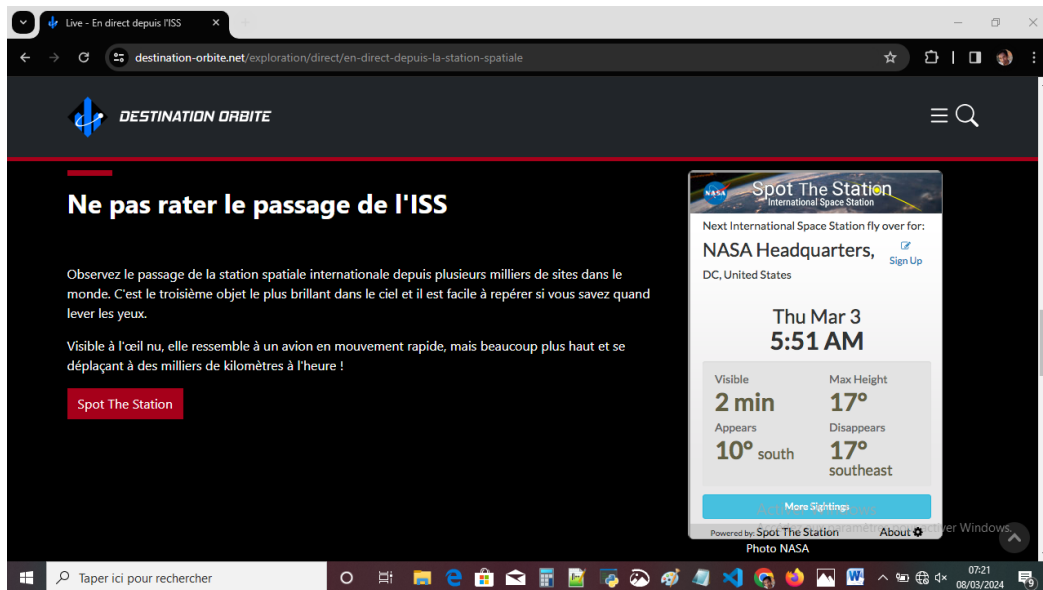 Live - En direct depuis l'ISS
destination-orbite.net/exploration/direct/en-direct-depuis-la-station-spatiale
DESTINATION ORBITE
Ne pas rater le passage de l'ISS
Observez le passage de la station spatiale internationale depuis plusieurs milliers de sites dans le
monde. C'est le troisième objet le plus brillant dans le ciel et il est facile à repérer si vous savez quand
lever les yeux.
Visible à l'œil nu, elle ressemble à un avion en mouvement rapide, mais beaucoup plus haut et se
déplaçant à des milliers de kilomètres à l'heure !
Spot The Station
NASA
Spot The Station
International Space Station
Next International Space Station fly over for:
NASA Headquarters,
Sign Up
DC, United States
Thu Mar 3
5:51 AM
Visible Max Height
2 min 17°
Appears Disappears
10° south 17°
southeast
More Sightings
Powered by: Spot The Station About
Photo NASA
Taper ici pour rechercher
07:21
08/03/2024
9